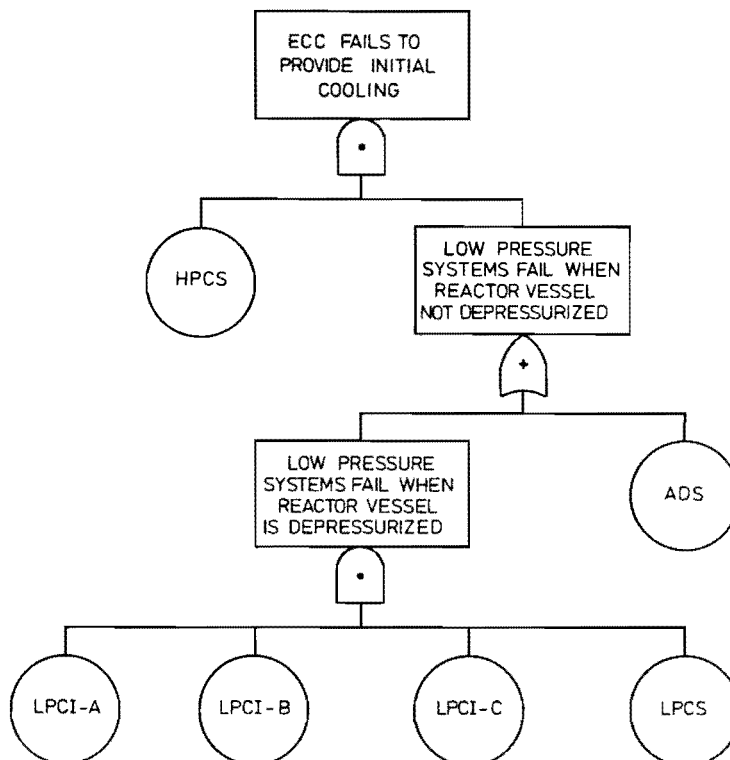 ECC FAILS TO
PROVIDE INITIAL
COOLING
•
HPCS
LOW PRESSURE
SYSTEMS FAIL WHEN
REACTOR VESSEL
NOT DEPRESSURIZED
+
LOW PRESSURE
SYSTEMS FAIL WHEN
REACTOR VESSEL
IS DEPRESSURIZED
ADS
•
LPCI-A
LPCI-B
LPCI-C
LPCS